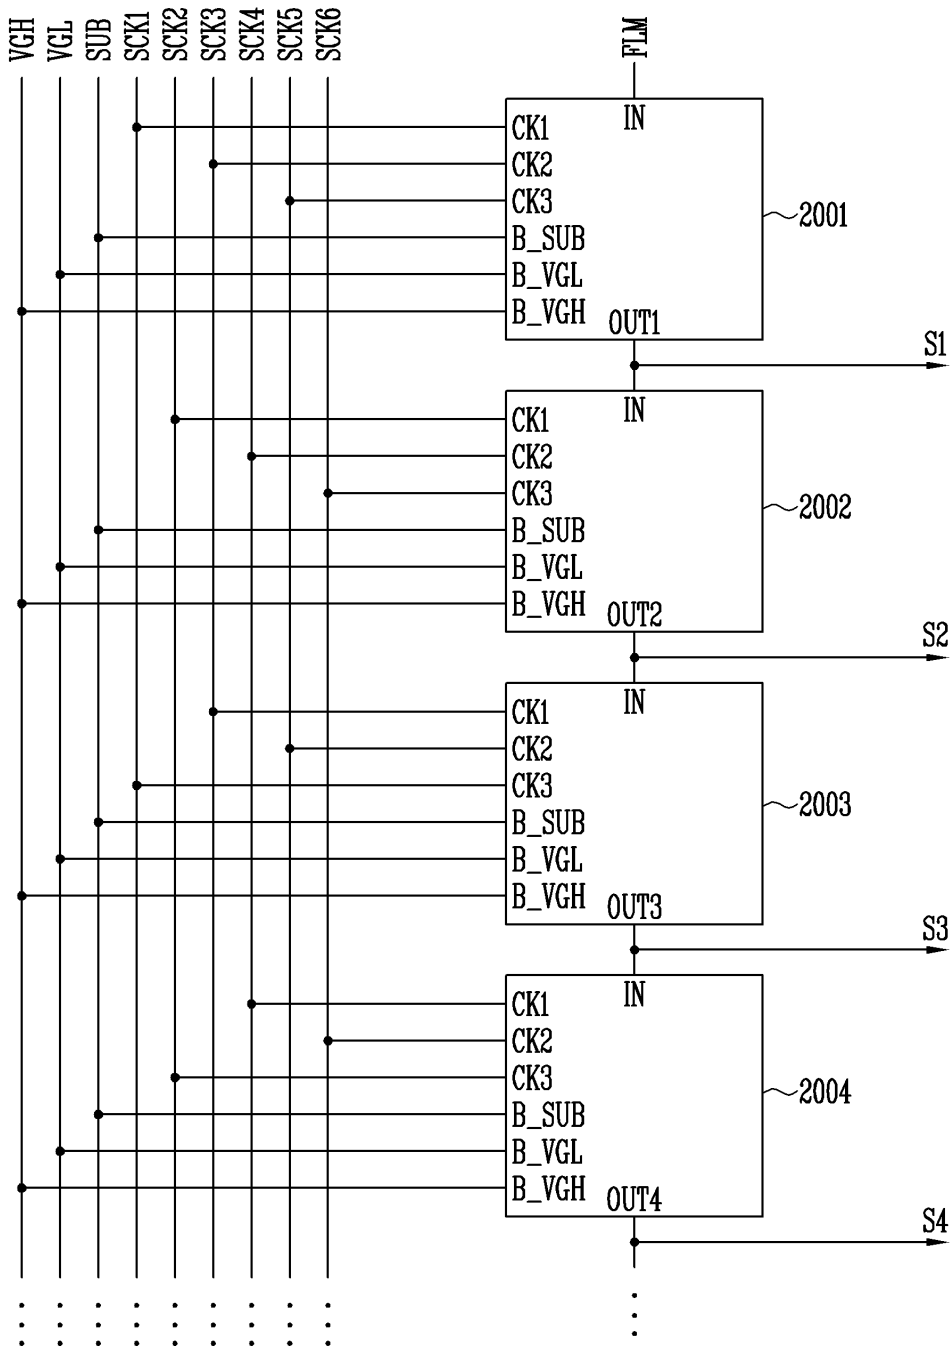 VGH
VGL
SUB
SCK1
SCK2
SCK3
SCK4
SCK5
SCK6
FLM
IN
CK1
CK2
CK3
B_SUB
B_VGL
B_VGH
OUT1
2001
S1
IN
CK1
CK2
CK3
B_SUB
B_VGL
B_VGH
OUT2
2002
S2
IN
CK1
CK2
CK3
B_SUB
B_VGL
B_VGH
OUT3
2003
S3
IN
CK1
CK2
CK3
B_SUB
B_VGL
B_VGH
OUT4
2004
S4